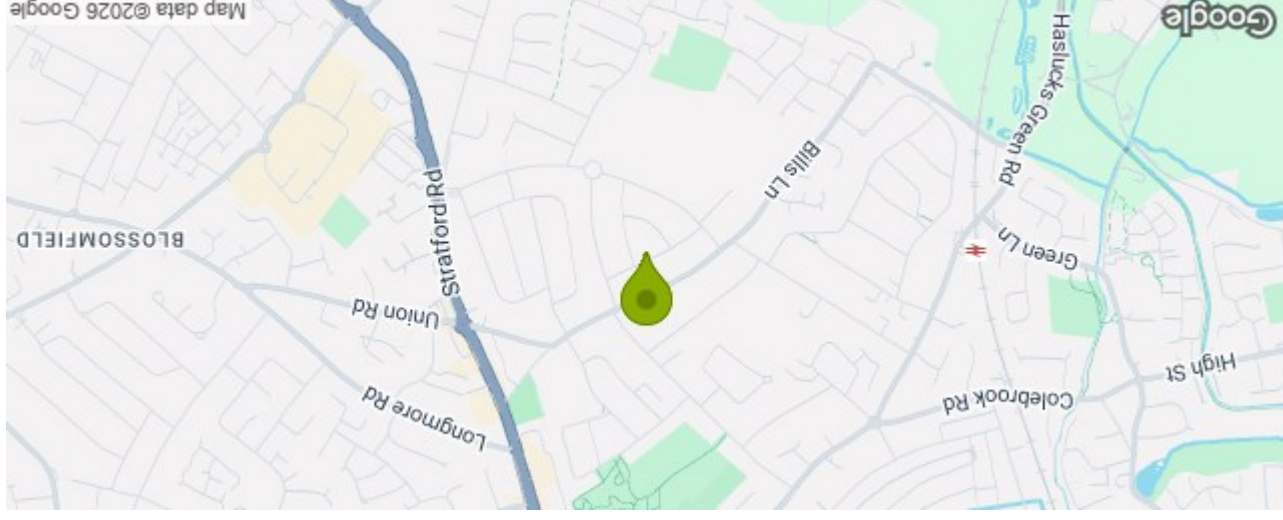 High St
Colebrook Rd
Green Ln
Haslucks Green Rd
Bills Ln
Longmore Rd
Union Rd
Stratford Rd
BLOSSOMFIELD
Google
Map data ©2026 Google